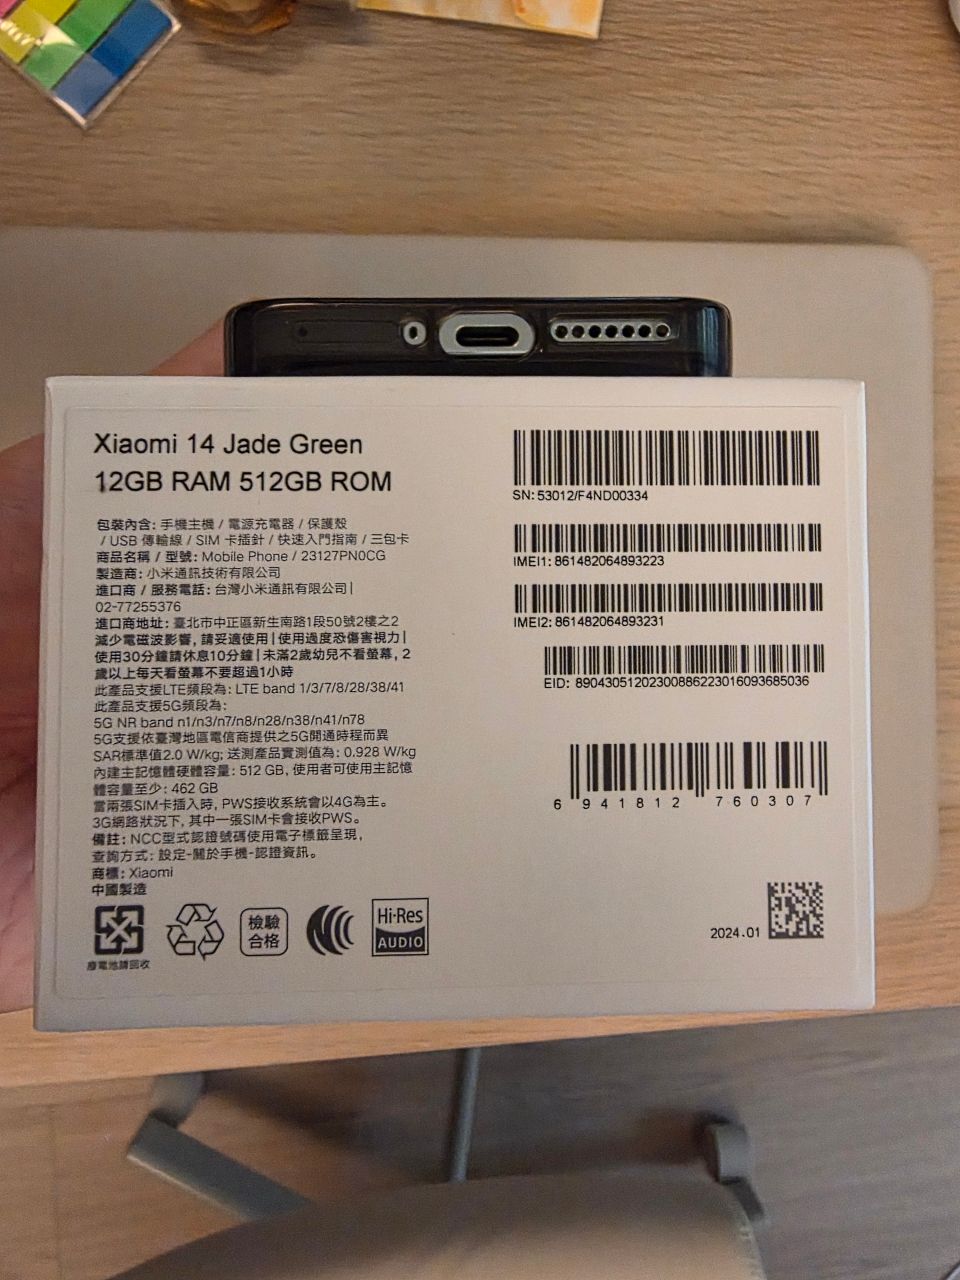 Xiaomi 14 Jade Green
12GB RAM 512GB ROM
包裝內含: 手機主機 / 電源充電器 / 保護殼
/ USB 傳輸線 / SIM 卡插針 / 快速入門指南 / 三包卡
商品名稱 / 型號: Mobile Phone / 23127PN0CG
製造商: 小米通訊技術有限公司
進口商 / 服務電話: 台灣小米通訊有限公司|
02-77255376
進口商地址: 臺北市中正區新生南路1段50號2樓之2
減少電磁波影響, 請妥適使用|使用過度恐傷害視力|
使用30分鐘請休息10分鐘|未滿2歲幼兒不看螢幕, 2
歲以上每天看螢幕不要超過1小時
此產品支援LTE頻段為: LTE band 1/3/7/8/28/38/41
此產品支援5G頻段為:
5G NR band n1/n3/n7/n8/n28/n38/n41/n78
5G支援依臺灣地區電信商提供之5G開通時程而異
SAR標準值2.0 W/kg; 送測產品實測值為: 0.928 W/kg
內建主記憶體硬體容量: 512 GB, 使用者可使用主記憶
體容量至少: 462 GB
當兩張SIM卡插入時, PWS接收系統會以4G為主。
3G網路狀況下, 其中一張SIM卡會接收PWS。
備註: NCC型式認證號碼使用電子標籤呈現,
查詢方式: 設定-關於手機-認證資訊。
商標: Xiaomi
中國製造
廢電池請回收
檢驗
合格
Hi-Res
AUDIO
SN: 53012/F4ND00334
IMEI1: 861482064893223
IMEI2: 861482064893231
EID: 89043051202300886223016093685036
6 941812 760307
2024.01